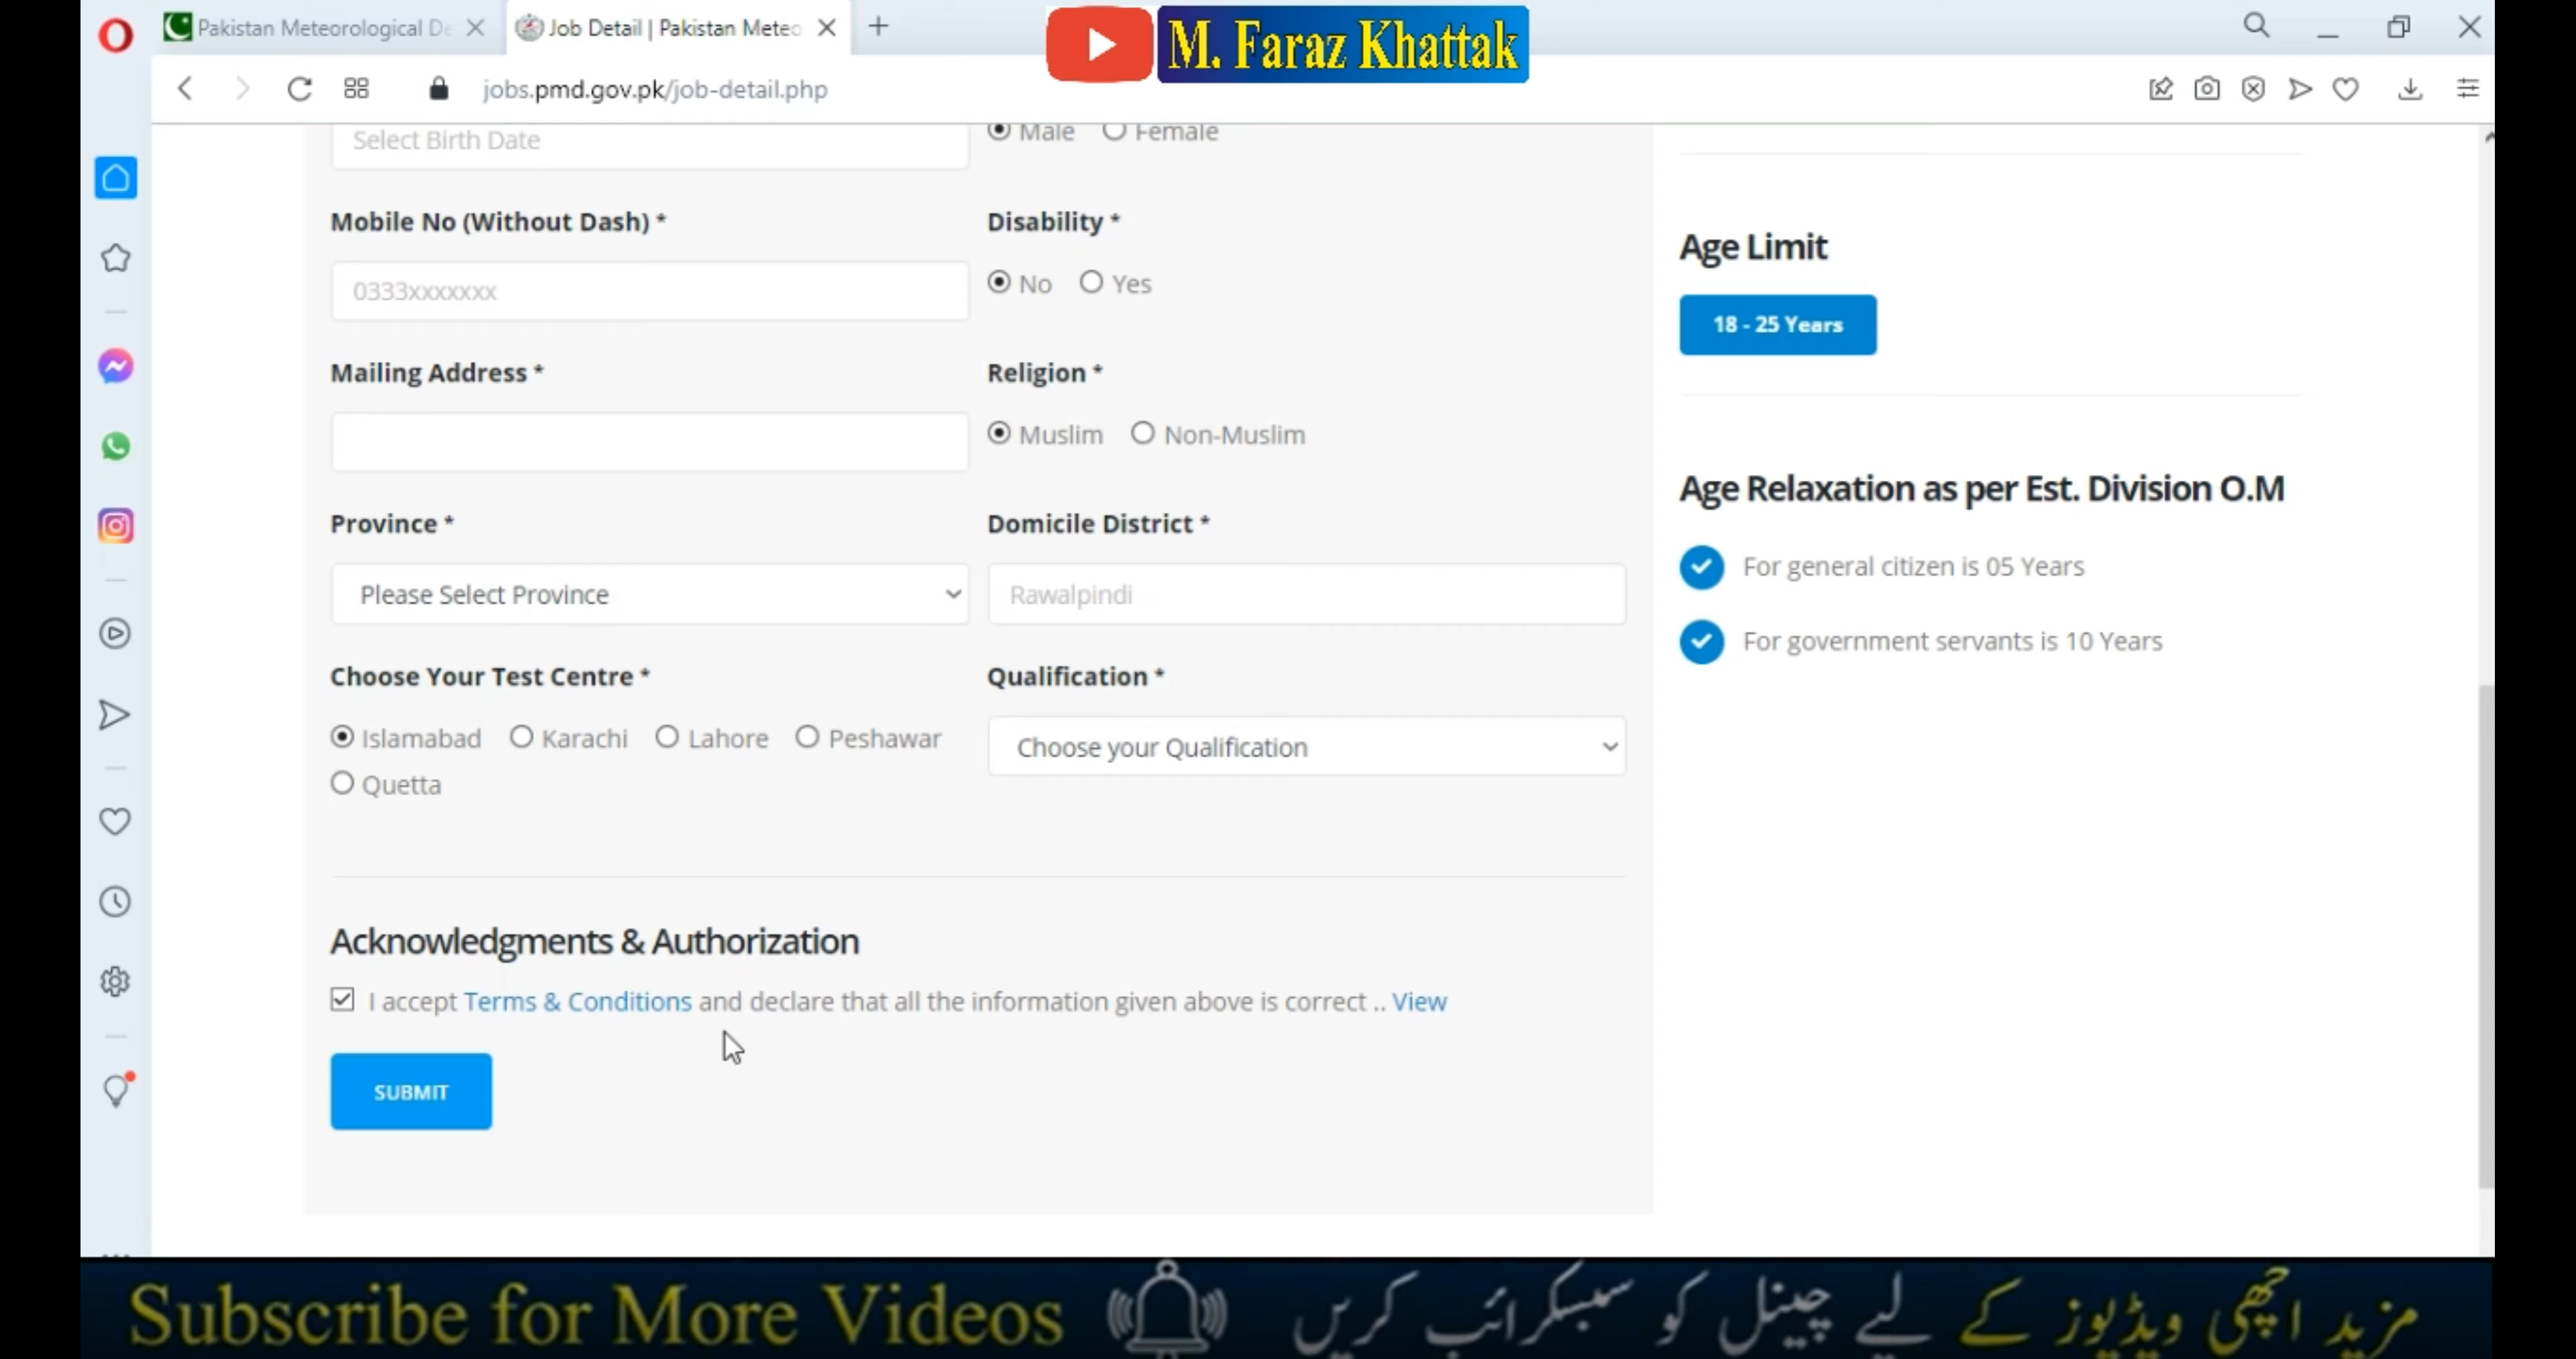 Pakistan Meteorological De
Job Detail | Pakistan Meteo
M. Faraz Khattak
jobs.pmd.gov.pk/job-detail.php
Select Birth Date
Male Female
Mobile No (Without Dash) *
Disability *
0333xxxxxxx
No Yes
Mailing Address *
Religion *
Muslim Non-Muslim
Province *
Domicile District *
Please Select Province
Rawalpindi
Choose Your Test Centre *
Qualification *
Islamabad Karachi Lahore Peshawar
Quetta
Choose your Qualification
Acknowledgments & Authorization
I accept Terms & Conditions and declare that all the information given above is correct .. View
SUBMIT
Age Limit
18 - 25 Years
Age Relaxation as per Est. Division O.M
For general citizen is 05 Years
For government servants is 10 Years
Subscribe for More Videos
مزید اچھی ویڈیوز کے لیے چینل کو سبسکرائب کریں